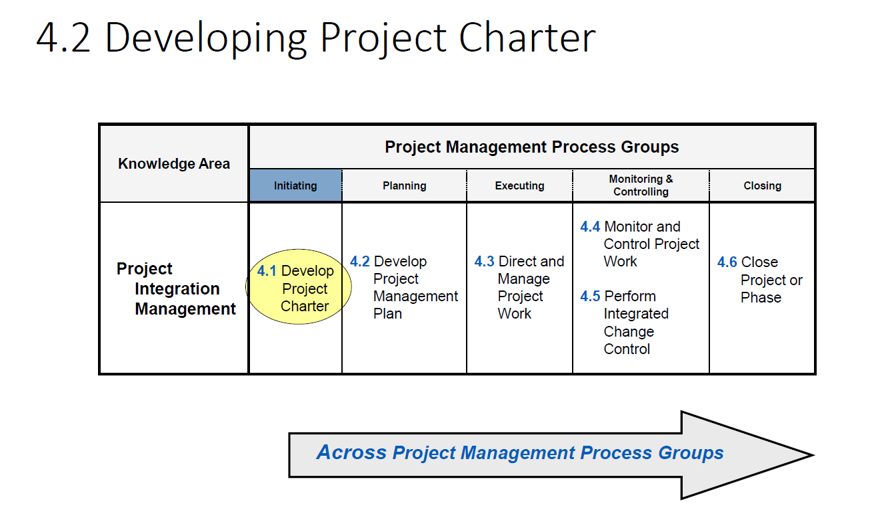 4.2 Developing Project Charter
Knowledge Area
Project Management Process Groups
Initiating
Planning
Executing
Monitoring &
Controlling
Closing
Project
Integration
Management
4.1 Develop
Project
Charter
4.2 Develop
Project
Management
Plan
4.3 Direct and
Manage
Project
Work
4.4 Monitor and
Control Project
Work
4.5 Perform
Integrated
Change
Control
4.6 Close
Project or
Phase
Across Project Management Process Groups